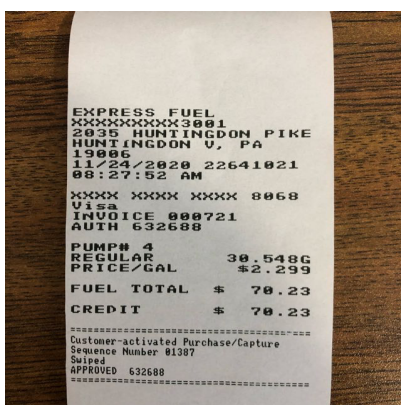 EXPRESS FUEL
XXXXXXXXX3001
2035 HUNTINGDON PIKE
HUNTINGDON V, PA
19006
11/24/2020 22641021
08:27:52 AM
XXXX XXXX XXXX 8068
Visa
INVOICE 000721
AUTH 632688
PUMP# 4
REGULAR 30.548G
PRICE/GAL $2.299
FUEL TOTAL $ 70.23
CREDIT $ 70.23
=====================================
Customer-activated Purchase/Capture
Sequence Number 01387
Swiped
APPROVED 632688
=====================================